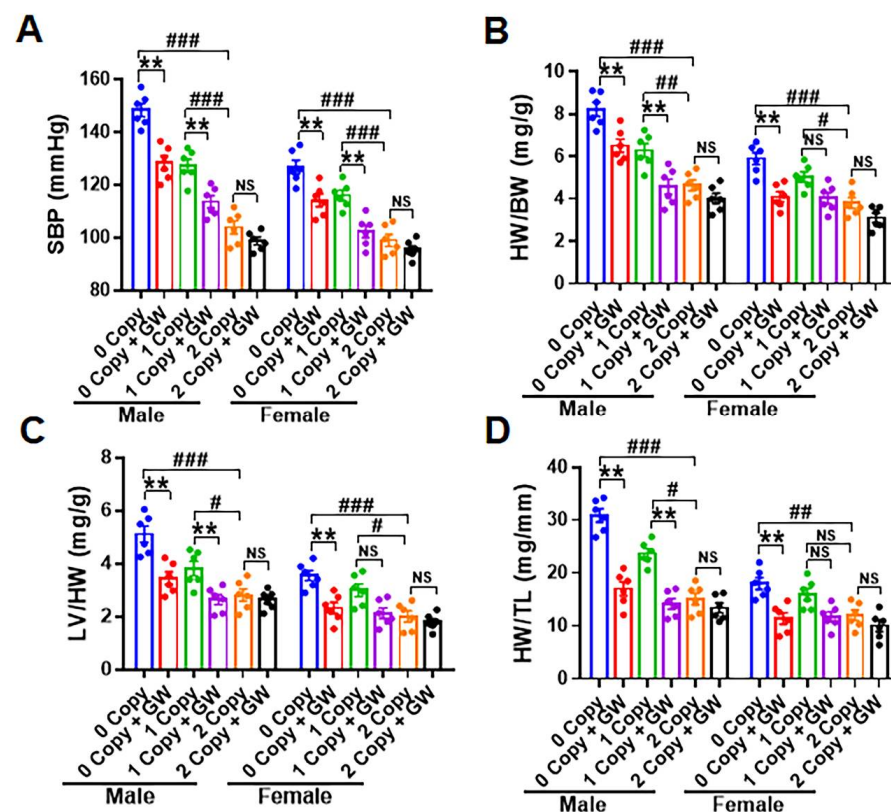 A
SBP (mmHg)
160
140
120
100
80
###
**
###
**
NS
###
**
###
**
NS
0 Copy
0 Copy + GW
1 Copy
1 Copy + GW
2 Copy
2 Copy + GW
0 Copy
0 Copy + GW
1 Copy
1 Copy + GW
2 Copy
2 Copy + GW
Male
Female
B
HW/BW (mg/g)
10
8
6
4
2
0
###
**
##
**
NS
###
**
#
NS
NS
0 Copy
0 Copy + GW
1 Copy
1 Copy + GW
2 Copy
2 Copy + GW
0 Copy
0 Copy + GW
1 Copy
1 Copy + GW
2 Copy
2 Copy + GW
Male
Female
C
LV/HW (mg/g)
8
6
4
2
0
###
**
#
**
NS
###
**
#
NS
NS
0 Copy
0 Copy + GW
1 Copy
1 Copy + GW
2 Copy
2 Copy + GW
0 Copy
0 Copy + GW
1 Copy
1 Copy + GW
2 Copy
2 Copy + GW
Male
Female
D
HW/TL (mg/mm)
40
30
20
10
0
###
**
#
**
NS
##
**
NS
NS
NS
0 Copy
0 Copy + GW
1 Copy
1 Copy + GW
2 Copy
2 Copy + GW
0 Copy
0 Copy + GW
1 Copy
1 Copy + GW
2 Copy
2 Copy + GW
Male
Female